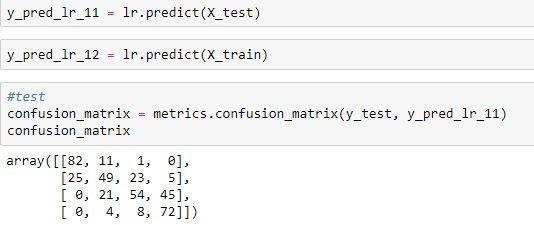 y_pred_lr_11 = lr.predict(X_test)
y_pred_lr_12 = lr.predict(X_train)
#test
confusion_matrix = metrics.confusion_matrix(y_test, y_pred_lr_11)
confusion_matrix
array([[82, 11,  1,  0],
       [25, 49, 23,  5],
       [ 0, 21, 54, 45],
       [ 0,  4,  8, 72]])